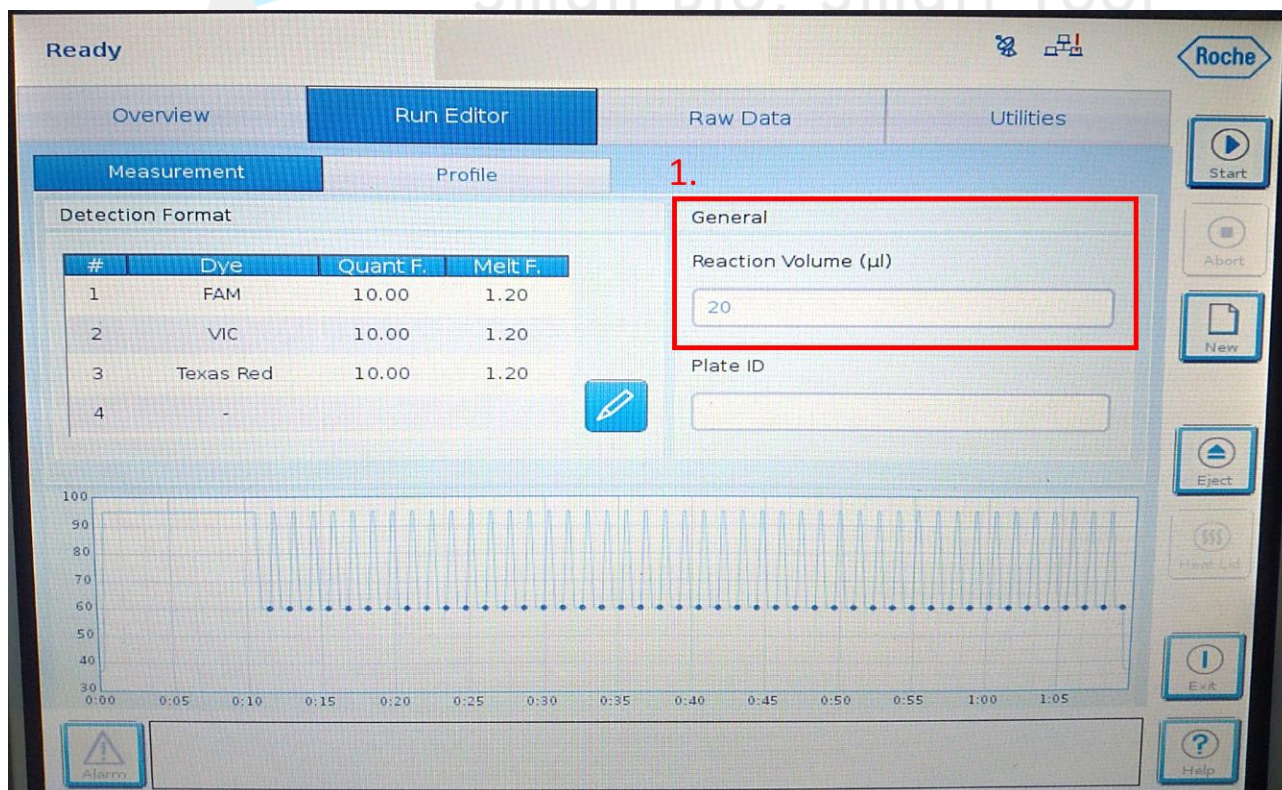 Smart Bio, Smart Tool
Ready
Roche
Overview Run Editor Raw Data Utilities
Start
Measurement Profile
1.
Detection Format
General
Abort
# Dye Quant F. Melt F.
Reaction Volume (µl)
1 FAM 10.00 1.20
20
2 VIC 10.00 1.20
New
3 Texas Red 10.00 1.20
Plate ID
4 -
Eject
100
90
80
70
60
50
40
30
Heat Lid
0:00 0:05 0:10 0:15 0:20 0:25 0:30 0:35 0:40 0:45 0:50 0:55 1:00 1:05
Exit
Alarm
Help